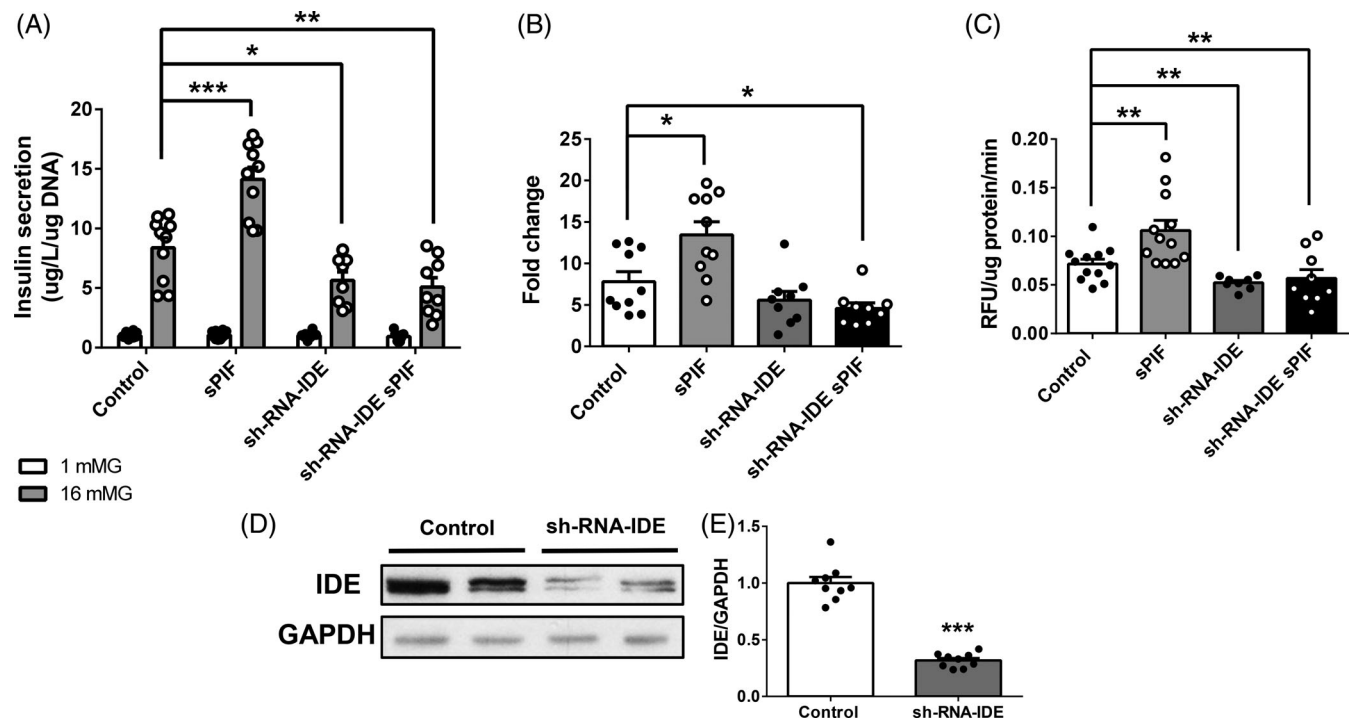 (A)
**
*
***
Insulin secretion
(ug/L/ug DNA)
20
15
10
5
0
Control
sPIF
sh-RNA-IDE
sh-RNA-IDE sPIF
1 mMG
16 mMG
(B)
*
*
Fold change
25
20
15
10
5
0
Control
sPIF
sh-RNA-IDE
sh-RNA-IDE sPIF
(C)
**
**
**
RFU/ug protein/min
0.20
0.15
0.10
0.05
0.00
Control
sPIF
sh-RNA-IDE
sh-RNA-IDE sPIF
(D)
Control sh-RNA-IDE
IDE
GAPDH
(E)
IDE/GAPDH
1.5
1.0
0.5
0.0
***
Control sh-RNA-IDE